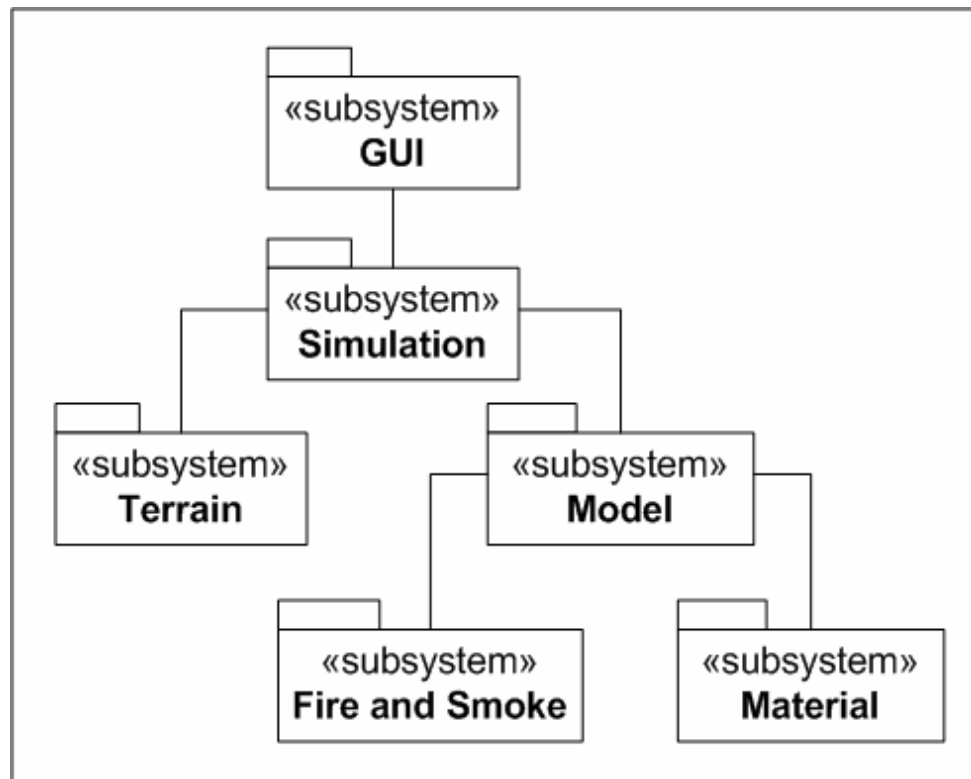 «subsystem»
GUI
«subsystem»
Simulation
«subsystem»
Terrain
«subsystem»
Model
«subsystem»
Fire and Smoke
«subsystem»
Material